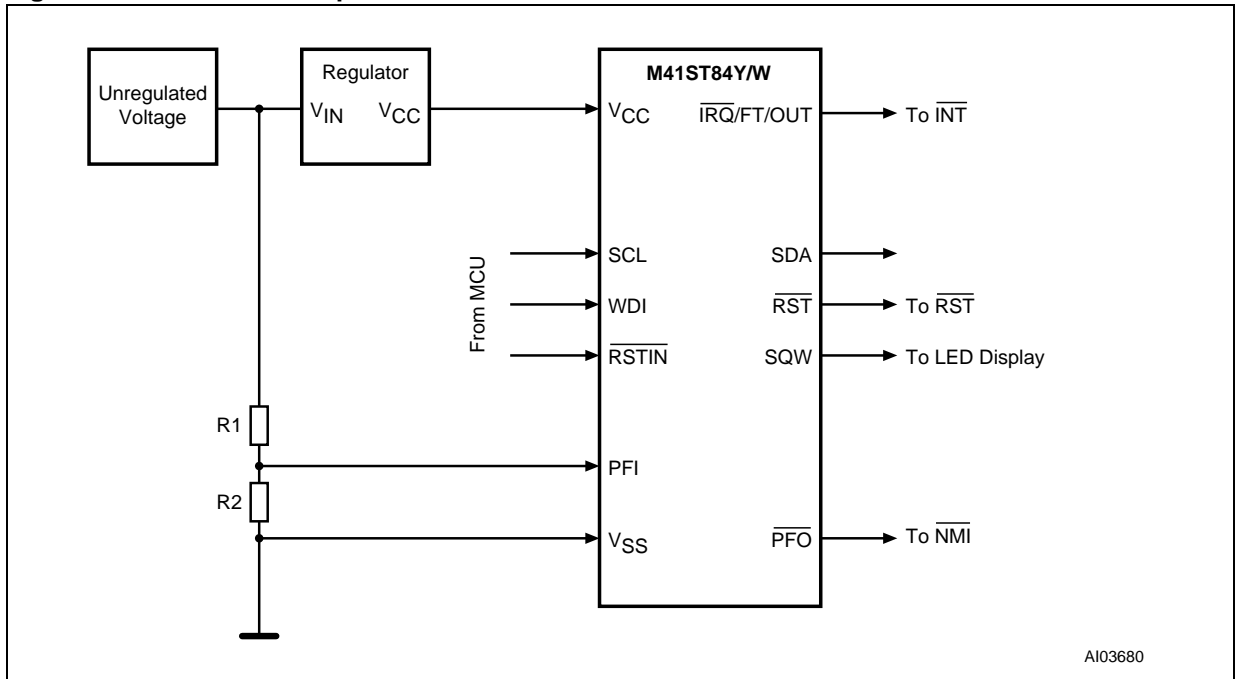 Unregulated
Voltage
Regulator
VIN VCC
M41ST84Y/W
VCC
IRQ/FT/OUT
To INT
From MCU
SCL
SDA
WDI
RST
To RST
RSTIN
SQW
To LED Display
R1
PFI
R2
VSS
PFO
To NMI
AI03680